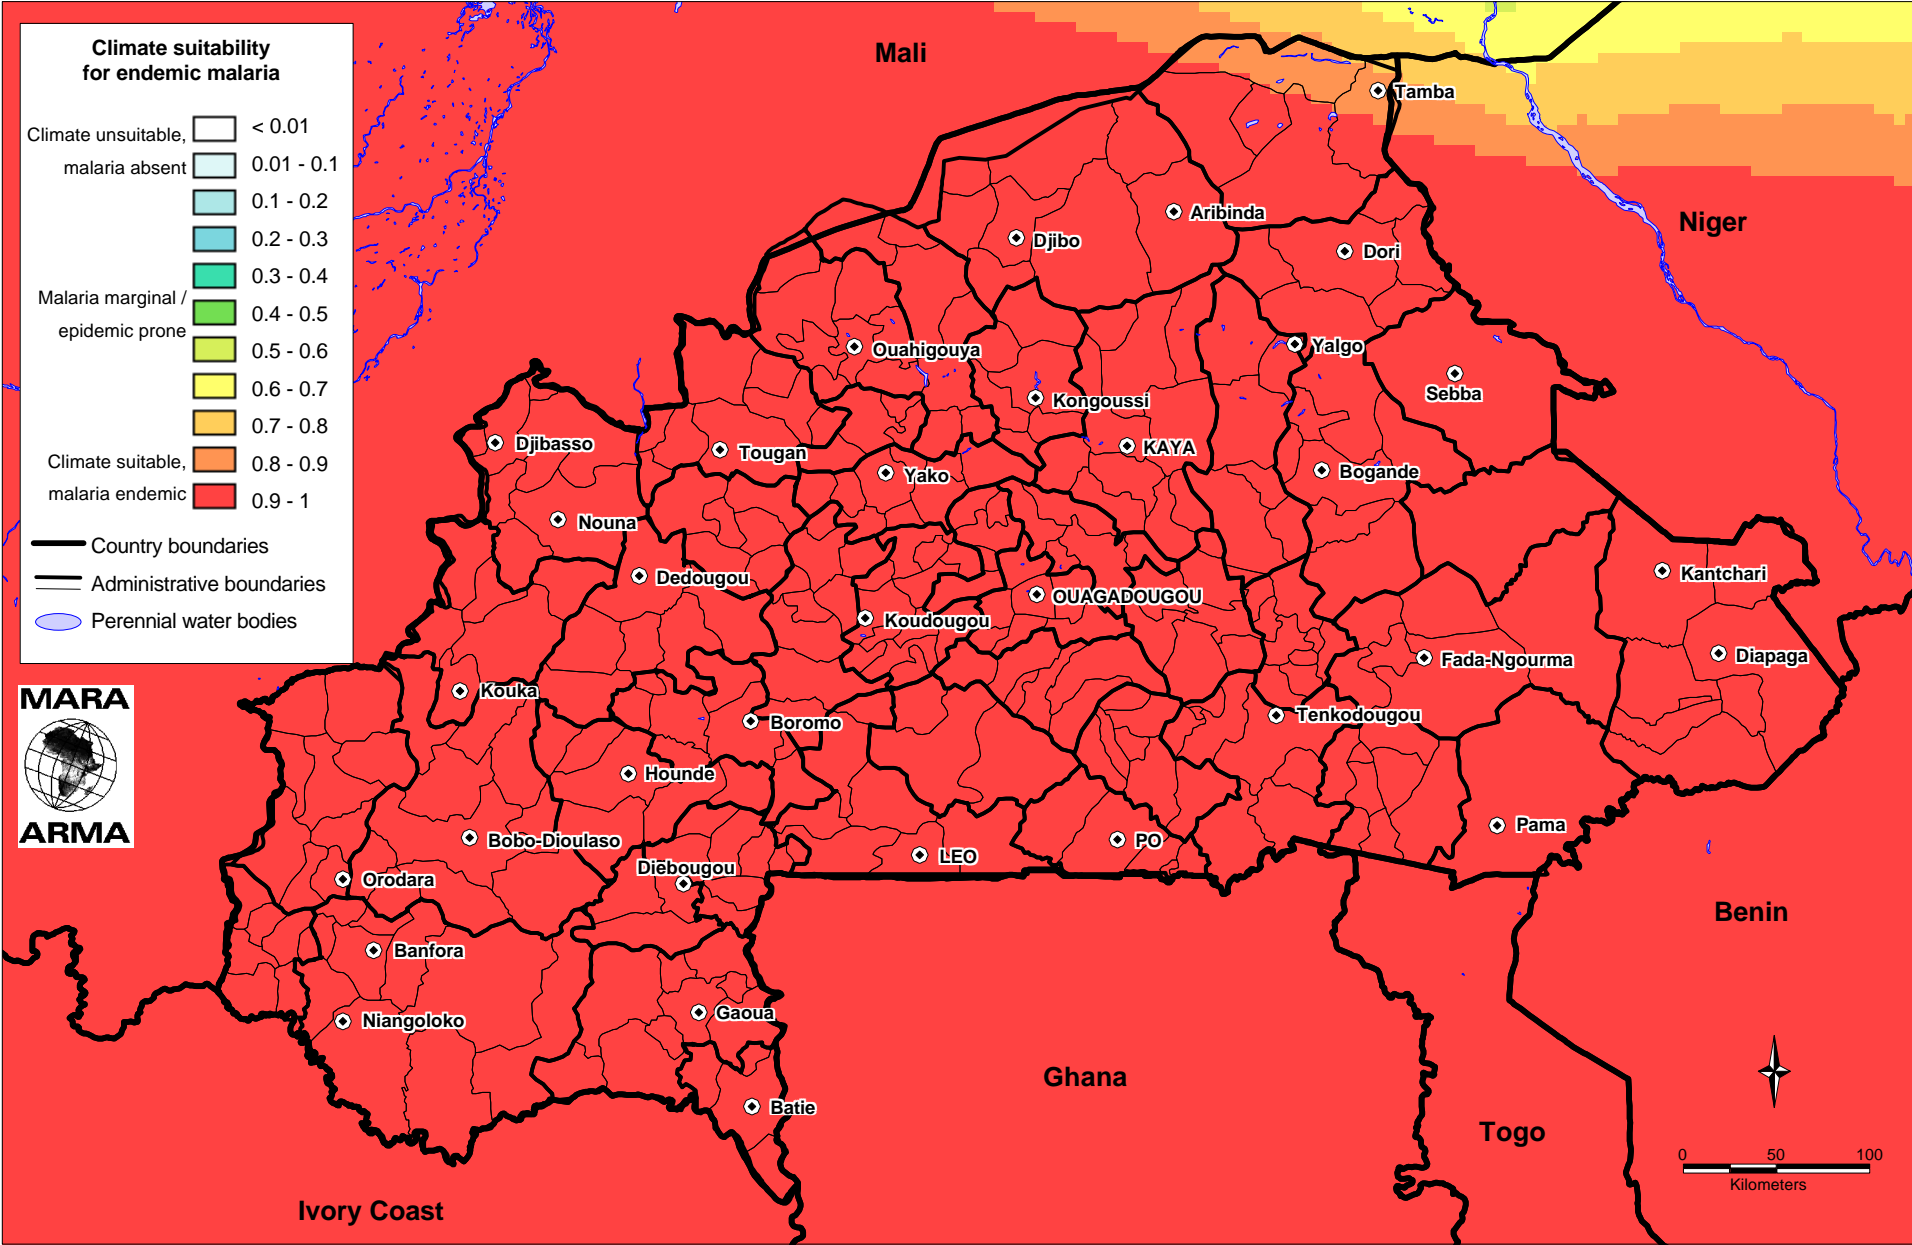 Climate suitability
for endemic malaria
Climate unsuitable,
malaria absent
Malaria marginal /
epidemic prone
Climate suitable,
malaria endemic
< 0.01
0.01 - 0.1
0.1 - 0.2
0.2 - 0.3
0.3 - 0.4
0.4 - 0.5
0.5 - 0.6
0.6 - 0.7
0.7 - 0.8
0.8 - 0.9
0.9 - 1
Country boundaries
Administrative boundaries
Perennial water bodies
MARA
ARMA
Mali
Tamba
Niger
Aribinda
Djibo
Dori
Ouahigouya
Yalgo
Sebba
Kongoussi
Djibasso
Tougan
KAYA
Yako
Bogande
Nouna
Dedougou
Kantchari
OUAGADOUGOU
Koudougou
Fada-Ngourma
Diapaga
Kouka
Boromo
Tenkodougou
Hounde
Bobo-Dioulaso
Pama
PO
LEO
Diebougou
Orodara
Benin
Banfora
Gaoua
Niangoloko
Ghana
Batie
Togo
Ivory Coast
0 50 100
Kilometers